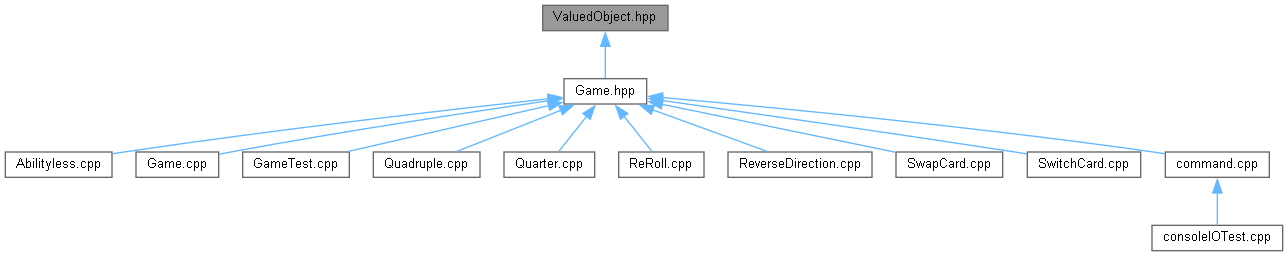 ValuedObject.hpp
Game.hpp
Abilityless.cpp
Game.cpp
GameTest.cpp
Quadruple.cpp
Quarter.cpp
ReRoll.cpp
ReverseDirection.cpp
SwapCard.cpp
SwitchCard.cpp
command.cpp
consoleIOTest.cpp